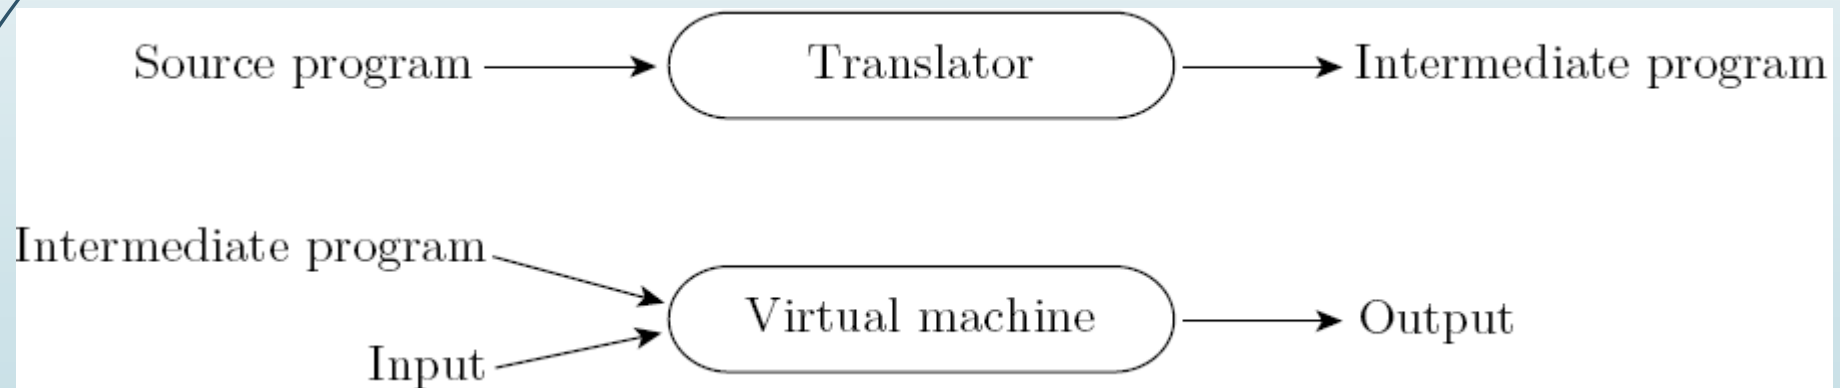 Source program Translator Intermediate program
Intermediate program
Virtual machine Output
Input